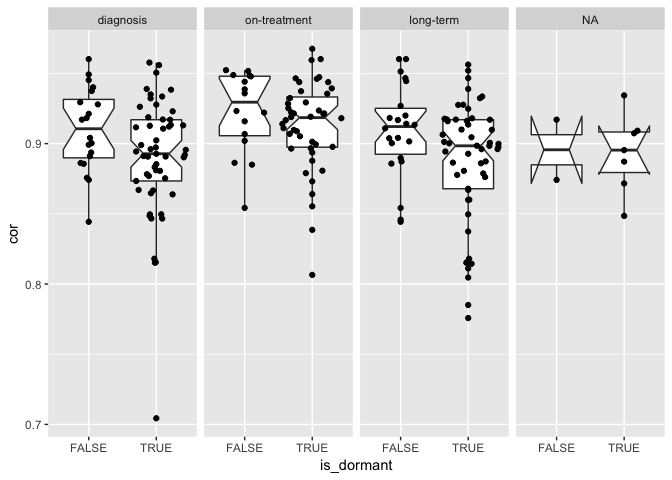 diagnosis
on-treatment
long-term
NA
cor
0.9
0.8
0.7
FALSE TRUE FALSE TRUE FALSE TRUE FALSE TRUE
is_dormant